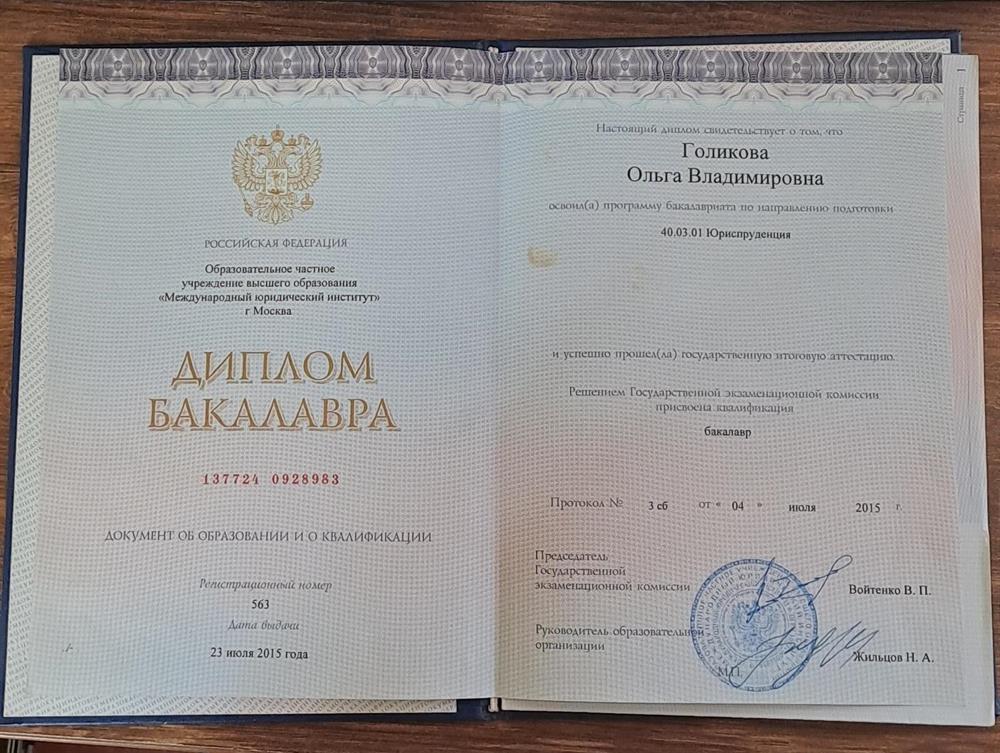 РОССИЙСКАЯ ФЕДЕРАЦИЯ
Образовательное частное
учреждение высшего образования
«Международный юридический институт»
г Москва
ДИПЛОМ
БАКАЛАВРА
137724 0928983
ДОКУМЕНТ ОБ ОБРАЗОВАНИИ И О КВАЛИФИКАЦИИ
Регистрационный номер
563
Дата выдачи
23 июля 2015 года
Страница 1
Настоящий диплом свидетельствует о том, что
Голикова
Ольга Владимировна
освоил(а) программу бакалавриата по направлению подготовки
40.03.01 Юриспруденция
и успешно прошел(ла) государственную итоговую аттестацию.
Решением Государственной экзаменационной комиссии
присвоена квалификация
бакалавр
Протокол № 3 сб от « 04 » июля 2015 г.
Председатель
Государственной
экзаменационной комиссии
Войтенко В. П.
Руководитель образовательной
организации
Жильцов Н. А.
М.П.